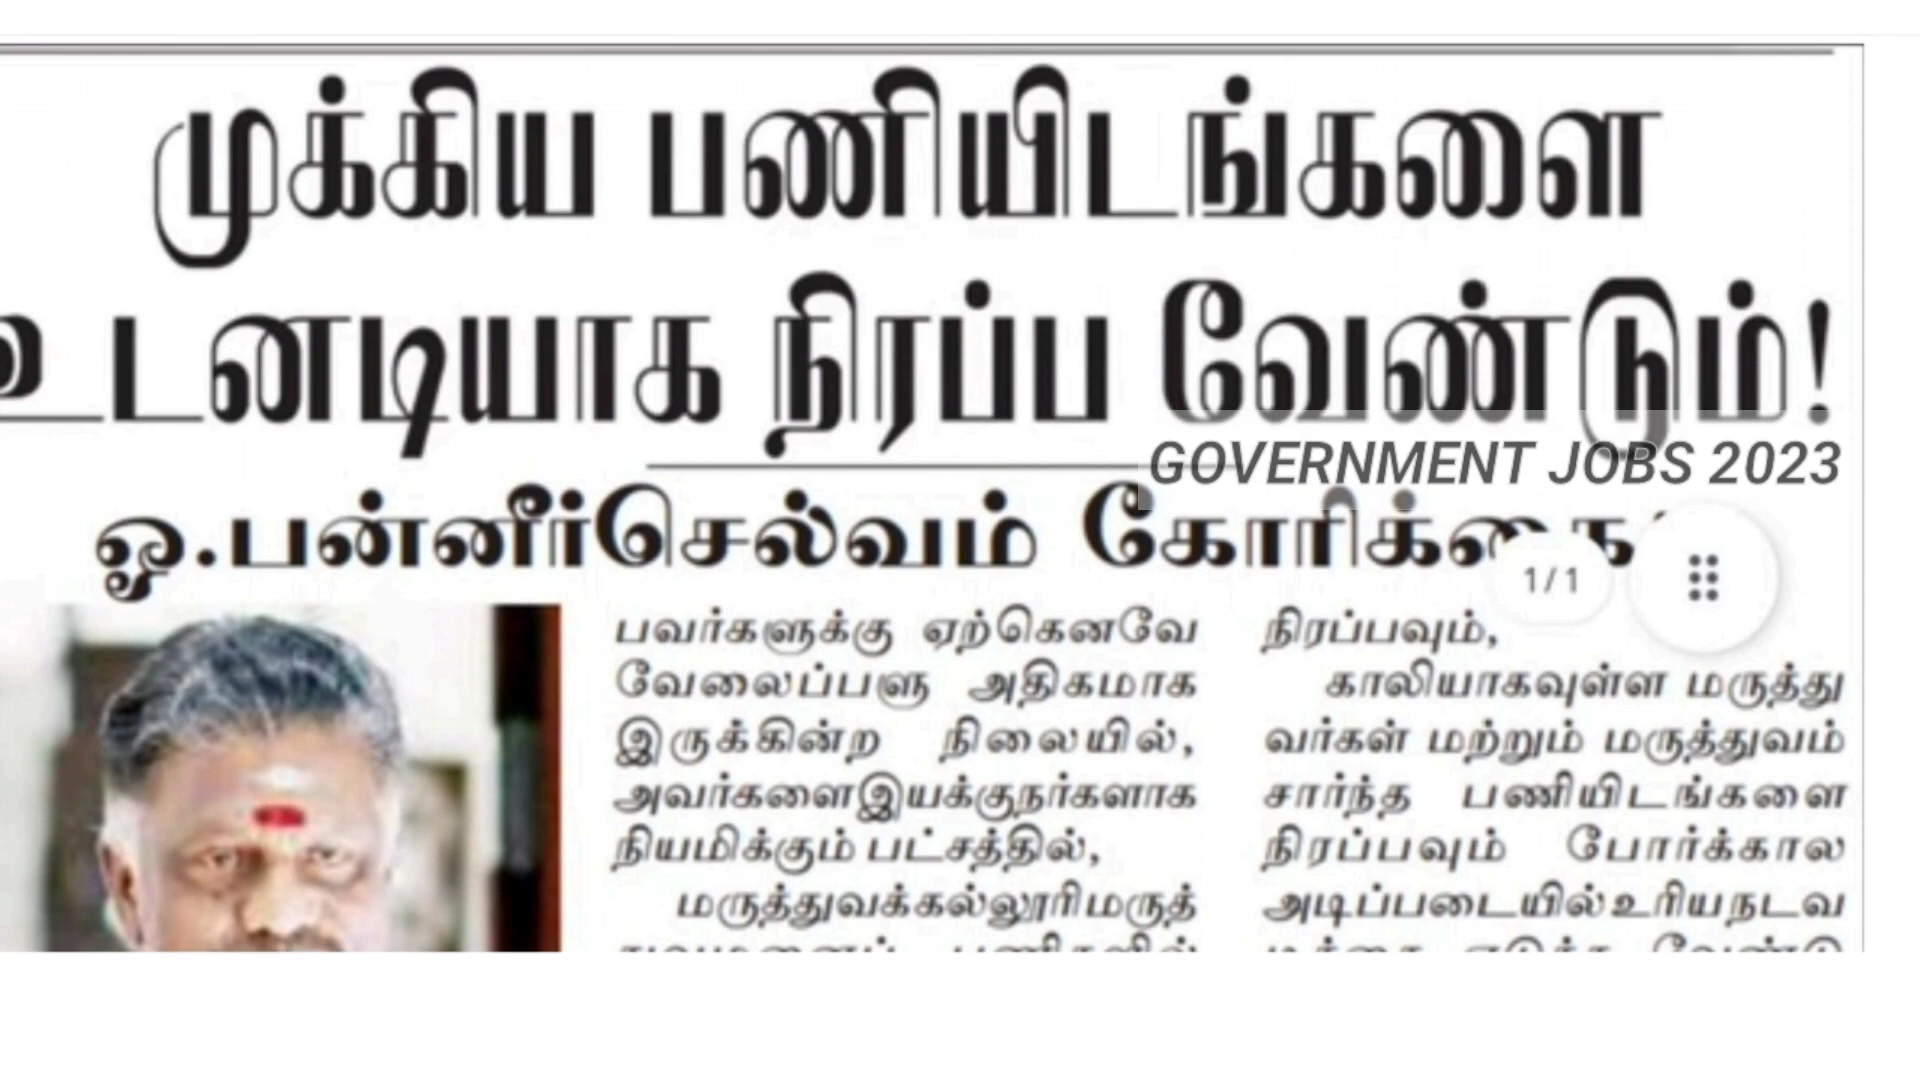 முக்கிய பணியிடங்களை
உடனடியாக நிரப்ப வேண்டும்!
GOVERNMENT JOBS 2023
ஓ.பன்னீர்செல்வம் கோரிக்கை
1/1
பவர்களுக்கு ஏற்கெனவே
வேலைப்பளு அதிகமாக
இருக்கின்ற நிலையில்,
அவர்களைஇயக்குநர்களாக
நியமிக்கும் பட்சத்தில்,
மருத்துவக்கல்லூரி மருத்
நிரப்பவும்,
காலியாகவுள்ள மருத்து
வர்கள் மற்றும் மருத்துவம்
சார்ந்த பணியிடங்களை
நிரப்பவும் போர்க்கால
அடிப்படையில் உரிய நடவ